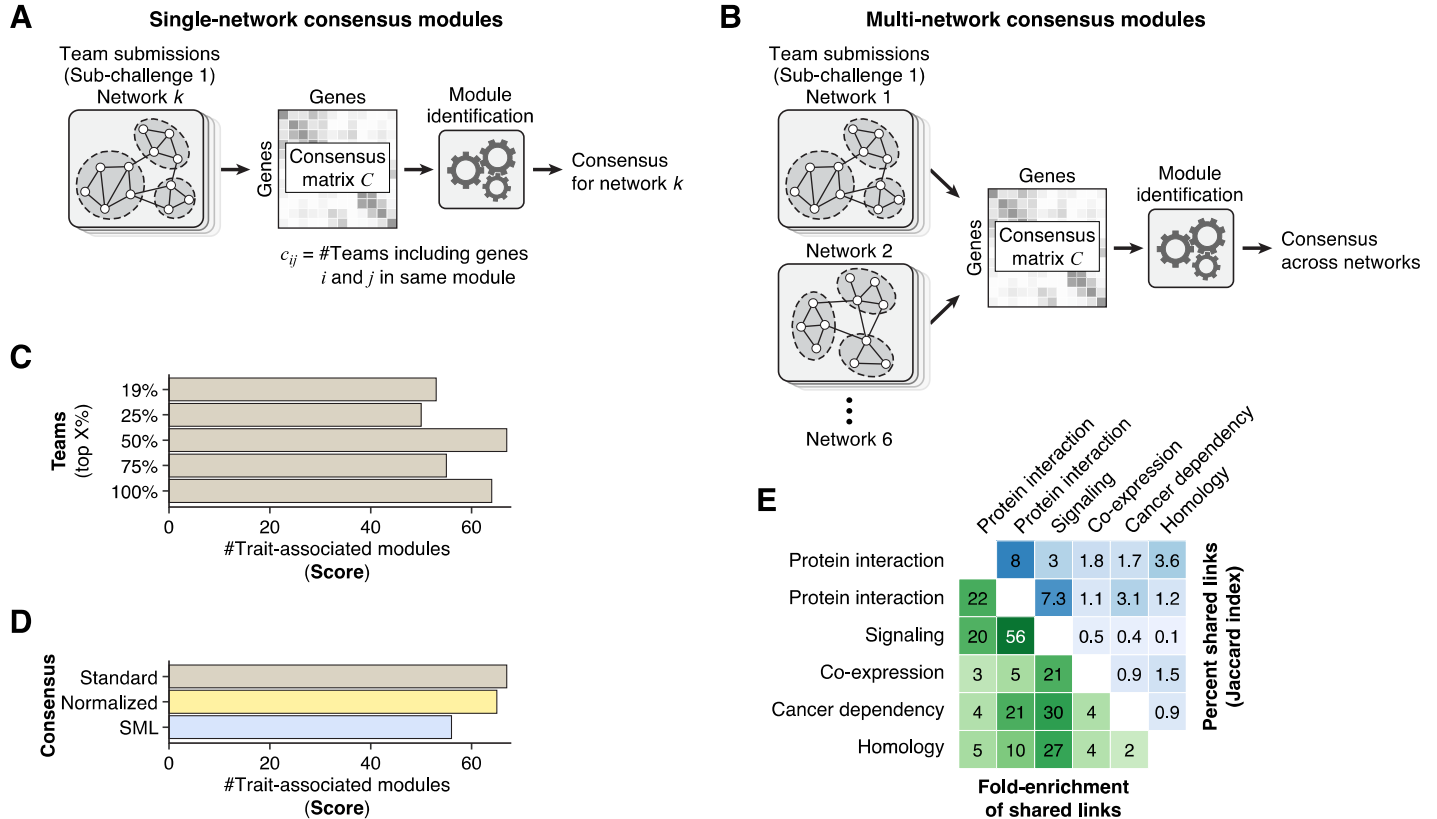 A
Single-network consensus modules
Team submissions
(Sub-challenge 1)
Network k
Genes
Genes
Consensus
matrix C
Module
identification
Consensus
for network k
cij = #Teams including genes
i and j in same module
B
Multi-network consensus modules
Team submissions
(Sub-challenge 1)
Network 1
Network 2
Network 6
Genes
Genes
Consensus
matrix C
Module
identification
Consensus
across networks
C
Teams
(top X%)
19%
25%
50%
75%
100%
0 20 40 60
#Trait-associated modules
(Score)
D
Consensus
Standard
Normalized
SML
0 20 40 60
#Trait-associated modules
(Score)
E
Protein interaction
Protein interaction
Signaling
Co-expression
Cancer dependency
Homology
Protein interaction 8 3 1.8 1.7 3.6
Protein interaction 22 7.3 1.1 3.1 1.2
Signaling 20 56 0.5 0.4 0.1
Co-expression 3 5 21 0.9 1.5
Cancer dependency 4 21 30 4 0.9
Homology 5 10 27 4 2
Percent shared links
(Jaccard index)
Fold-enrichment
of shared links